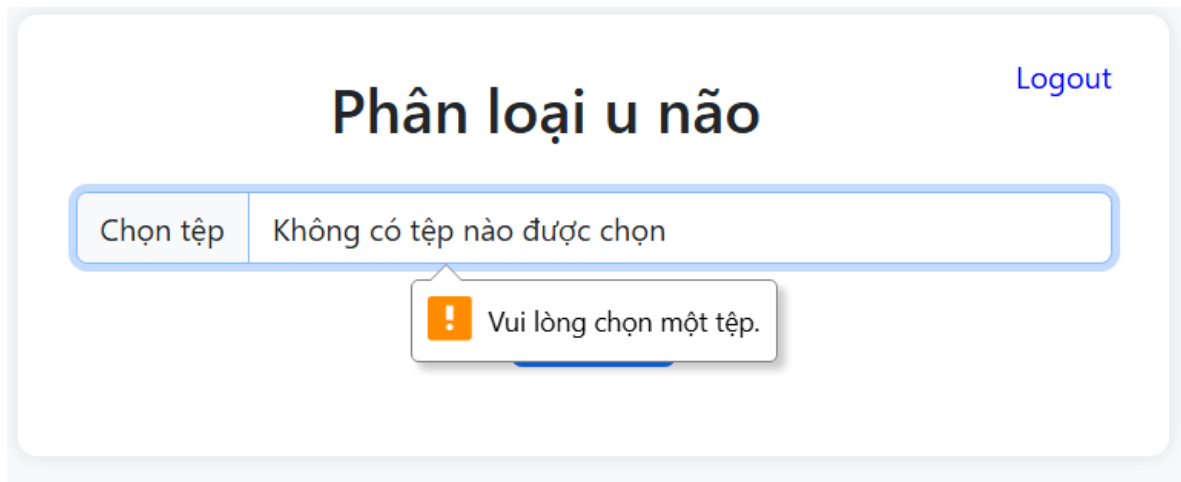 Logout
Phân loại u não
Chọn tệp Không có tệp nào được chọn
Vui lòng chọn một tệp.